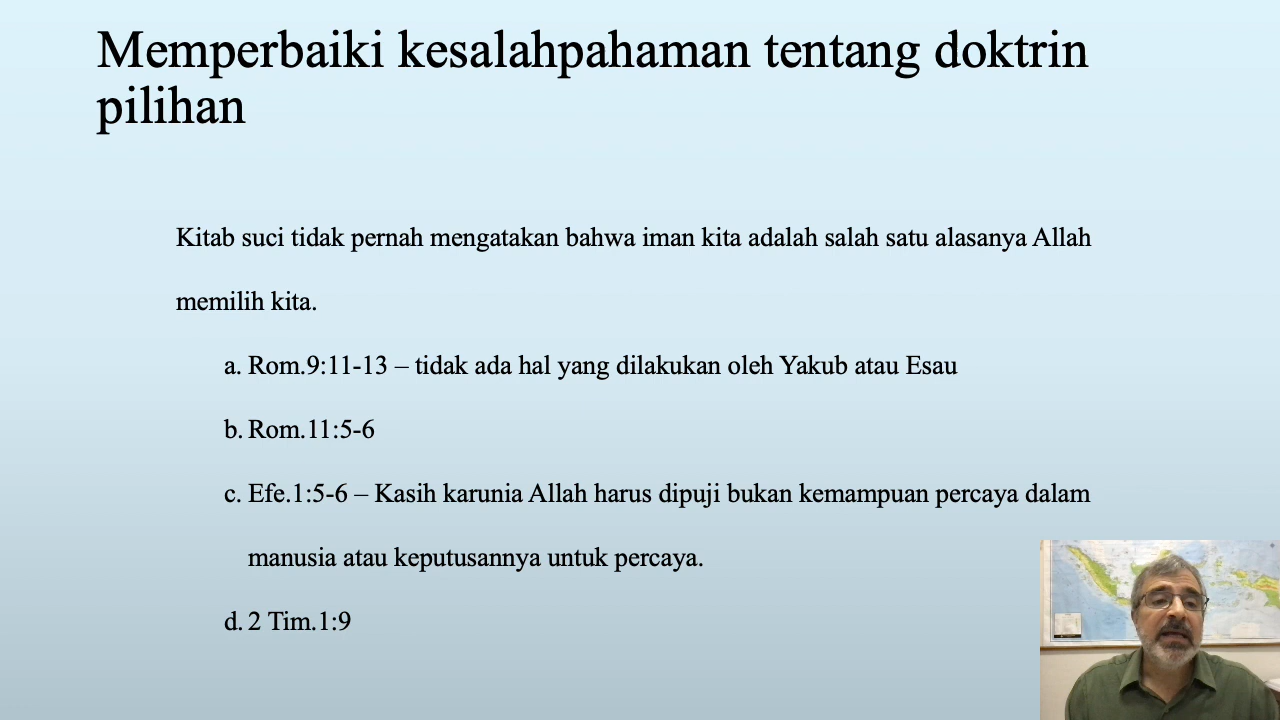 Memperbaiki kesalahpahaman tentang doktrin
pilihan
Kitab suci tidak pernah mengatakan bahwa iman kita adalah salah satu alasanya Allah
memilih kita.
a. Rom.9:11-13 – tidak ada hal yang dilakukan oleh Yakub atau Esau
b. Rom.11:5-6
c. Efe.1:5-6 – Kasih karunia Allah harus dipuji bukan kemampuan percaya dalam
manusia atau keputusannya untuk percaya.
d. 2 Tim.1:9